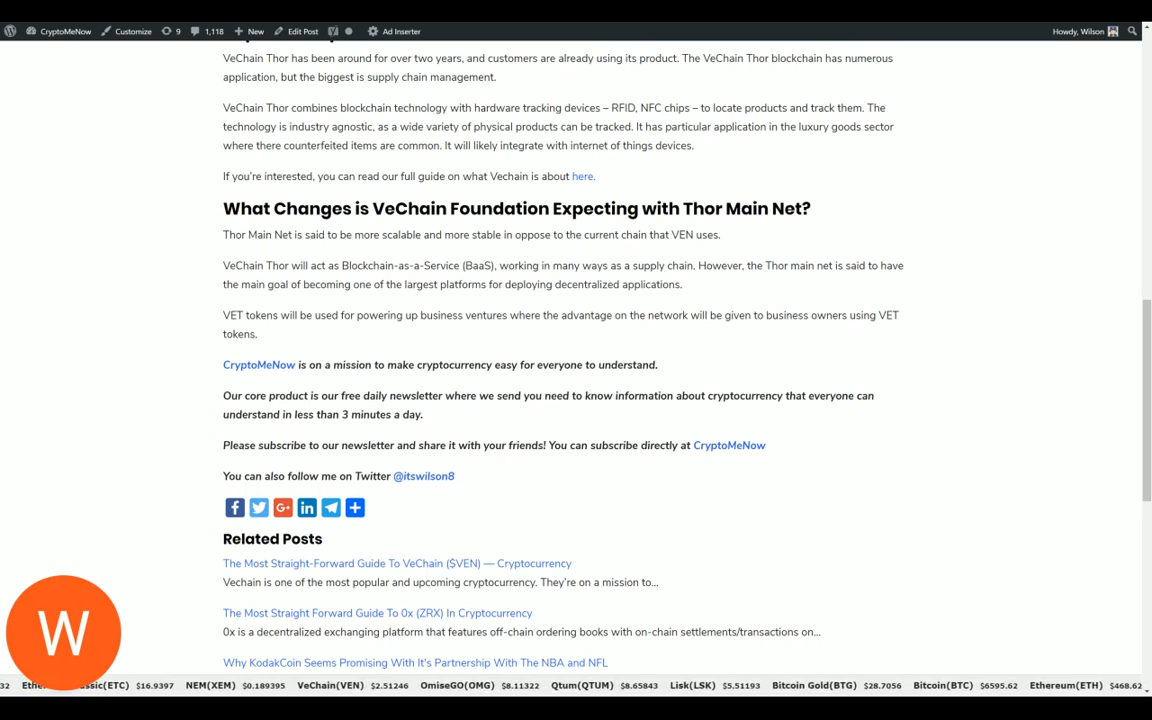 CryptoMeNow Customize 9 1,118 New Edit Post Ad Inserter Howdy, Wilson
VeChain Thor has been around for over two years, and customers are already using its product. The VeChain Thor blockchain has numerous
application, but the biggest is supply chain management.
VeChain Thor combines blockchain technology with hardware tracking devices – RFID, NFC chips – to locate products and track them. The
technology is industry agnostic, as a wide variety of physical products can be tracked. It has particular application in the luxury goods sector
where there counterfeited items are common. It will likely integrate with internet of things devices.
If you're interested, you can read our full guide on what Vechain is about here.
What Changes is VeChain Foundation Expecting with Thor Main Net?
Thor Main Net is said to be more scalable and more stable in oppose to the current chain that VEN uses.
VeChain Thor will act as Blockchain-as-a-Service (BaaS), working in many ways as a supply chain. However, the Thor main net is said to have
the main goal of becoming one of the largest platforms for deploying decentralized applications.
VET tokens will be used for powering up business ventures where the advantage on the network will be given to business owners using VET
tokens.
CryptoMeNow is on a mission to make cryptocurrency easy for everyone to understand.
Our core product is our free daily newsletter where we send you need to know information about cryptocurrency that everyone can
understand in less than 3 minutes a day.
Please subscribe to our newsletter and share it with your friends! You can subscribe directly at CryptoMeNow
You can also follow me on Twitter @itswilson8
Related Posts
The Most Straight-Forward Guide To VeChain ($VEN) — Cryptocurrency
Vechain is one of the most popular and upcoming cryptocurrency. They're on a mission to...
The Most Straight Forward Guide To 0x (ZRX) In Cryptocurrency
0x is a decentralized exchanging platform that features off-chain ordering books with on-chain settlements/transactions on...
W
Why KodakCoin Seems Promising With It's Partnership With The NBA and NFL
32 (ETC) $16.9397 NEM(XEM) $0.189395 VeChain(VEN) $2.51246 OmiseGO(OMG) $8.11322 Qtum(QTUM) $8.65843 Lisk(LSK) $5.51193 Bitcoin Gold(BTG) $28.7056 Bitcoin(BTC) $6595.62 Ethereum(ETH) $468.62